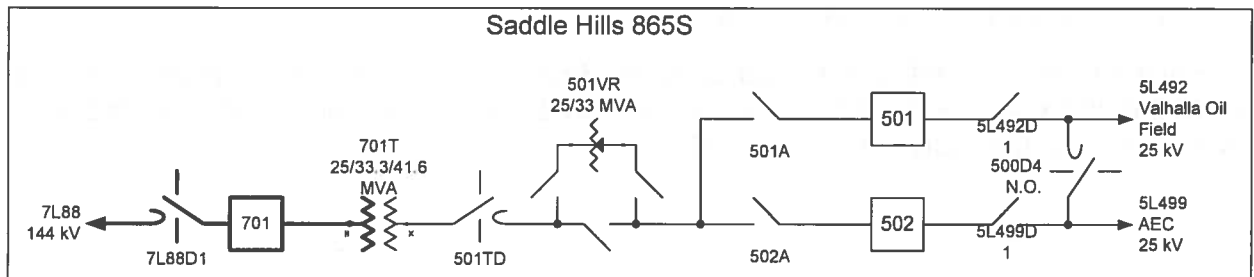 Saddle Hills 865S
501VR
25/33 MVA
701T
25/33.3/41.6
MVA
7L88
144 kV
7L88D1
701
501TD
501A
501
5L492D
1
5L492
Valhalla Oil
Field
25 kV
500D4
N.O.
502A
502
5L499D
1
5L499
AEC
25 kV